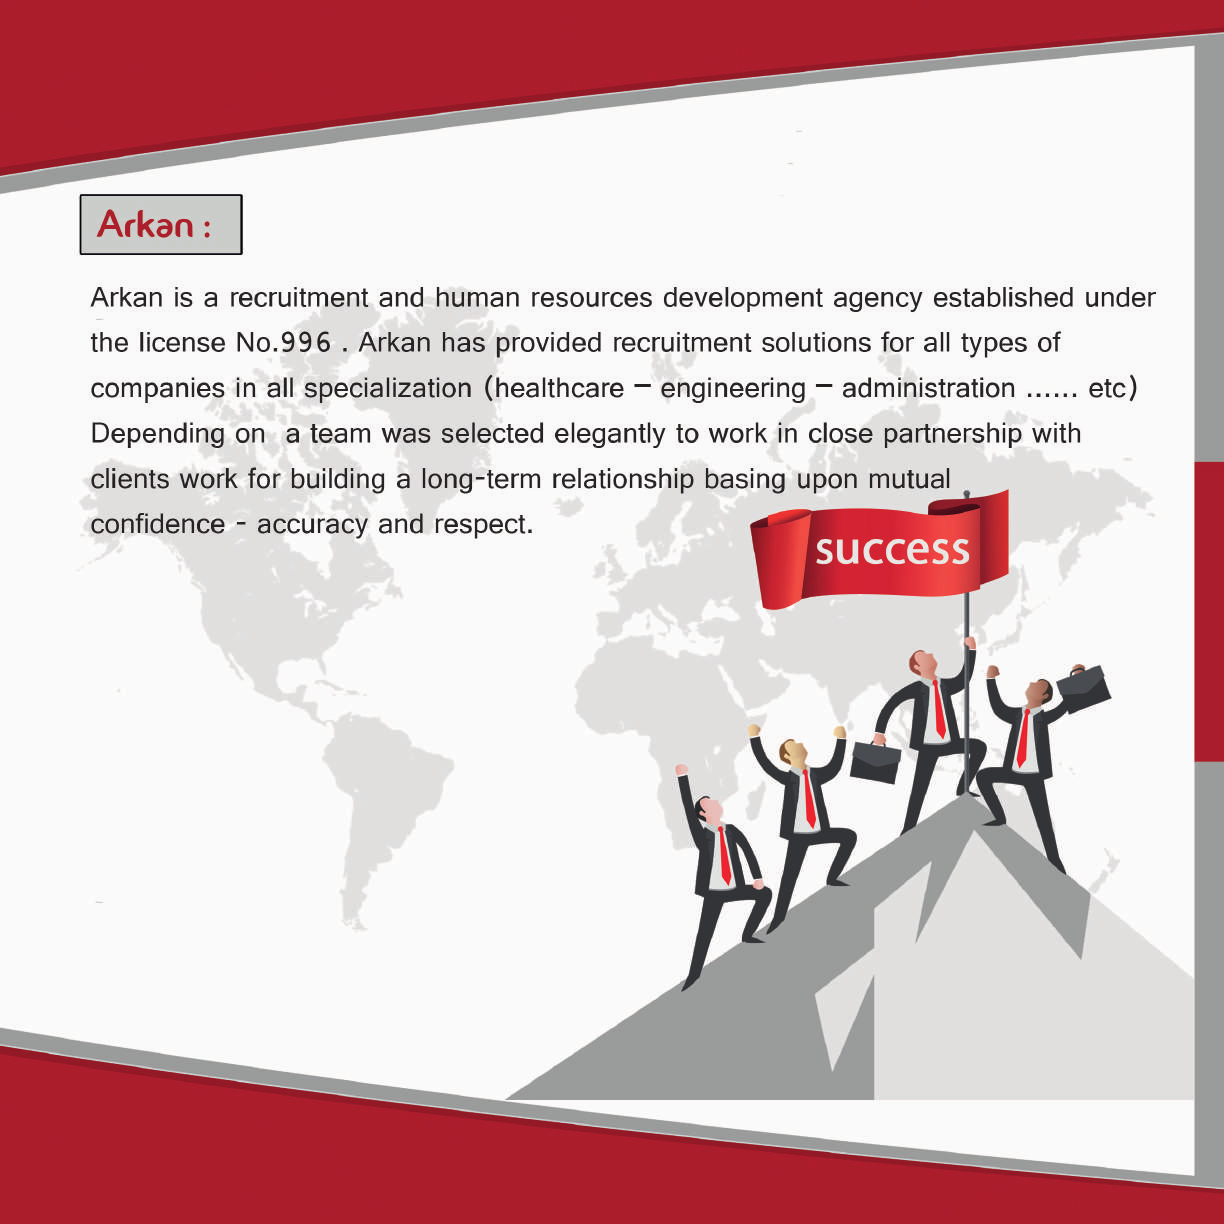 Arkan :
Arkan is a recruitment and human resources development agency established under
the license No.996 . Arkan has provided recruitment solutions for all types of
companies in all specialization (healthcare – engineering – administration ...... etc)
Depending on  a team was selected elegantly to work in close partnership with
clients work for building a long-term relationship basing upon mutual
confidence - accuracy and respect.
success